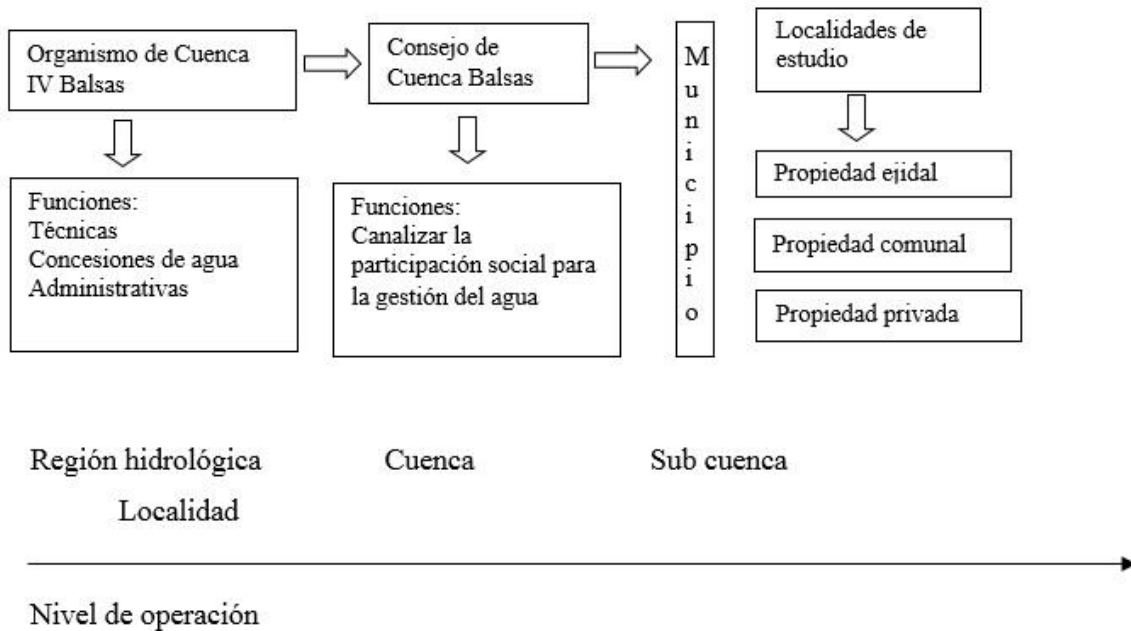 Organismo de Cuenca
IV Balsas
Consejo de
Cuenca Balsas
Municipio
Localidades de
estudio
Funciones:
Técnicas
Concesiones de agua
Administrativas
Funciones:
Canalizar la
participación social para
la gestión del agua
Propiedad ejidal
Propiedad comunal
Propiedad privada
Región hidrológica
Cuenca
Sub cuenca
Localidad
Nivel de operación